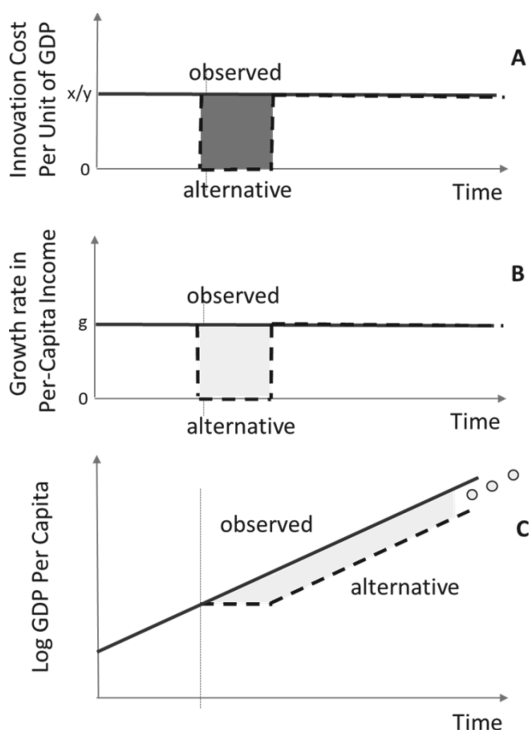 Innovation Cost
Per Unit of GDP
A
observed
x/y
0
alternative
Time
Growth rate in
Per-Capita Income
B
observed
g
0
alternative
Time
Log GDP Per Capita
C
observed
alternative
Time